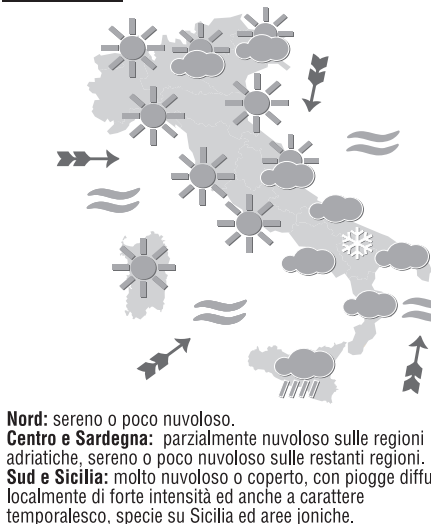 Nord: sereno o poco nuvoloso.
Centro e Sardegna: parzialmente nuvoloso sulle regioni
adriatiche, sereno o poco nuvoloso sulle restanti regioni.
Sud e Sicilia: molto nuvoloso o coperto, con piogge diffu
localmente di forte intensità ed anche a carattere
temporalesco, specie su Sicilia ed aree joniche.